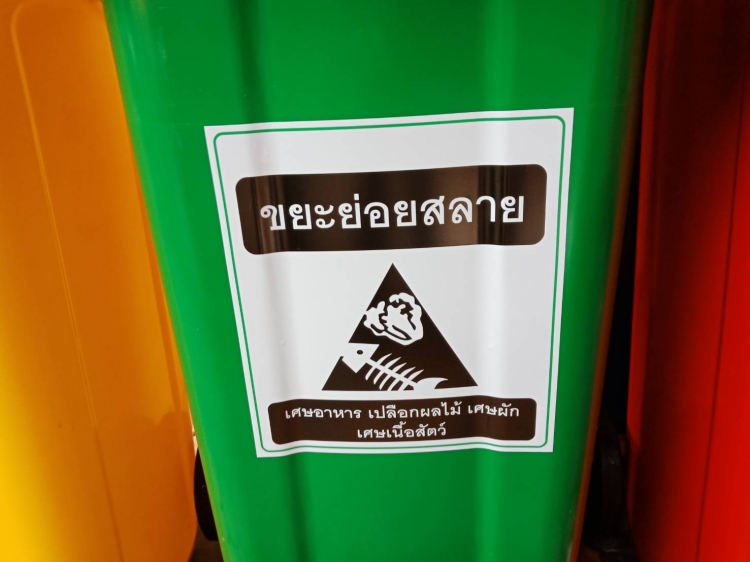 ขยะย่อยสลาย
เศษอาหาร เปลือกผลไม้ เศษผัก
เศษเนื้อสัตว์